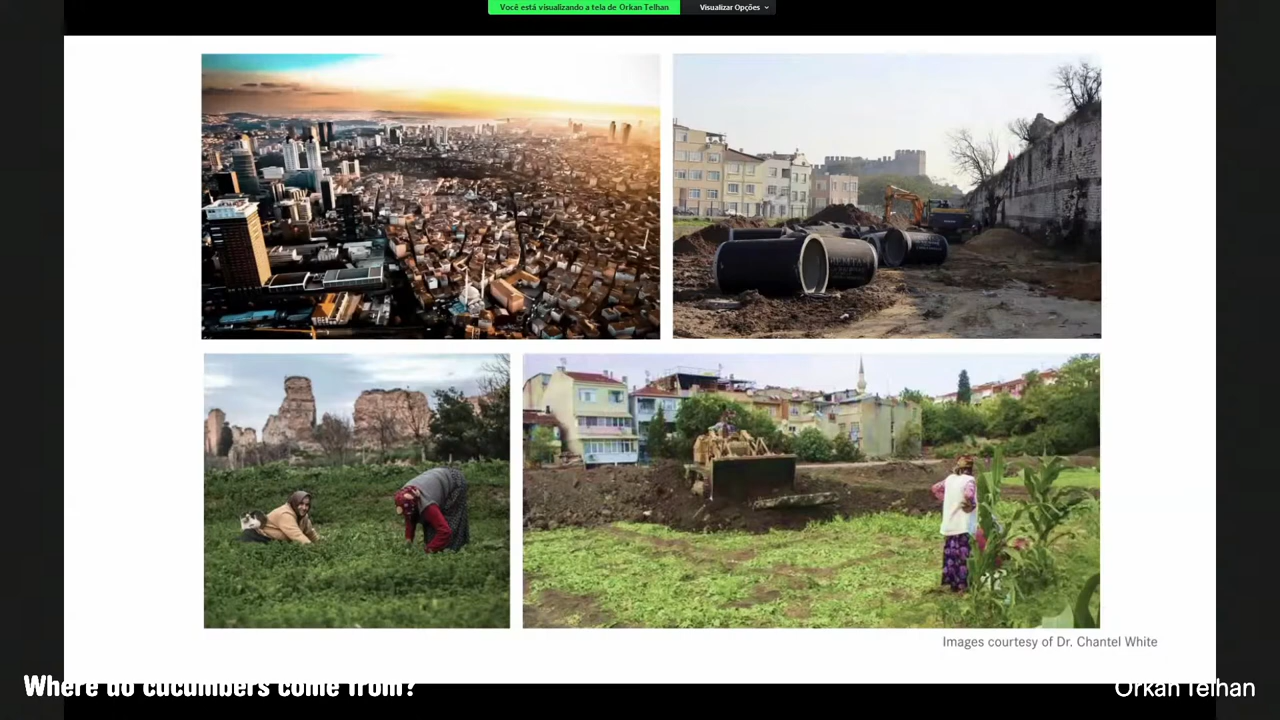 Você está visualizando a tela de Orkan Telhan
Visualizar Opções
Images courtesy of Dr. Chantel White
Where do cucumbers come from?
Orkan Telhan